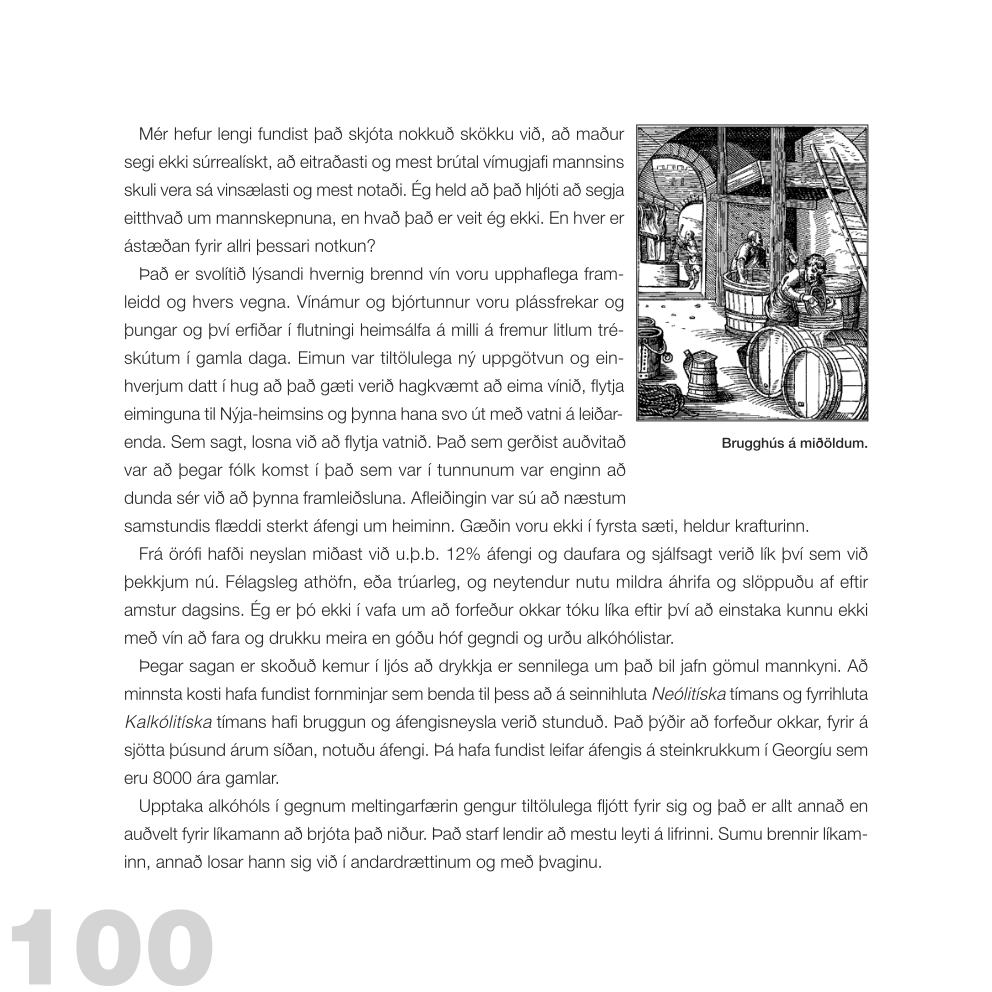 Mér hefur lengi fundist það skjóta nokkuð skökku við, að maður
segi ekki súrrealískt, að eitraðasti og mest brútal vímugjafi mannsins
skuli vera sá vinsælasti og mest notaði. Ég held að það hljóti að segja
eitthvað um mannskepnuna, en hvað það er veit ég ekki. En hver er
ástæðan fyrir allri þessari notkun?
Það er svolítið lýsandi hvernig brennd vín voru upphaflega fram-
leidd og hvers vegna. Vínámur og bjórtunnur voru plássfrekar og
þungar og því erfiðar í flutningi heimsálfa á milli á fremur litlum tré-
skútum í gamla daga. Eimun var tiltölulega ný uppgötvun og ein-
hverjum datt í hug að það gæti verið hagkvæmt að eima vínið, flytja
eiminguna til Nýja-heimsins og þynna hana svo út með vatni á leiðar-
enda. Sem sagt, losna við að flytja vatnið. Það sem gerðist auðvitað
var að þegar fólk komst í það sem var í tunnunum var enginn að
dunda sér við að þynna framleiðsluna. Afleiðingin var sú að næstum
samstundis flæddi sterkt áfengi um heiminn. Gæðin voru ekki í fyrsta sæti, heldur krafturinn.
Brugghús á miðöldum.
Frá örófi hafði neyslan miðast við u.þ.b. 12% áfengi og daufara og sjálfsagt verið lík því sem við
þekkjum nú. Félagsleg athöfn, eða trúarleg, og neytendur nutu mildra áhrifa og slöppuðu af eftir
amstur dagsins. Ég er þó ekki í vafa um að forfeður okkar tóku líka eftir því að einstaka kunnu ekki
með vín að fara og drukku meira en góðu hóf gegndi og urðu alkóhólistar.
Þegar sagan er skoðuð kemur í ljós að drykkja er sennilega um það bil jafn gömul mannkyni. Að
minnsta kosti hafa fundist fornminjar sem benda til þess að á seinnihluta Neólitíska tímans og fyrrihluta
Kalkólitíska tímans hafi bruggun og áfengisneysla verið stunduð. Það þýðir að forfeður okkar, fyrir á
sjötta þúsund árum síðan, notuðu áfengi. Þá hafa fundist leifar áfengis á steinkrukkum í Georgíu sem
eru 8000 ára gamlar.
Upptaka alkóhóls í gegnum meltingarfærin gengur tiltölulega fljótt fyrir sig og það er allt annað en
auðvelt fyrir líkamann að brjóta það niður. Það starf lendir að mestu leyti á lifrinni. Sumu brennir líkam-
inn, annað losar hann sig við í andardrættinum og með þvaginu.
100